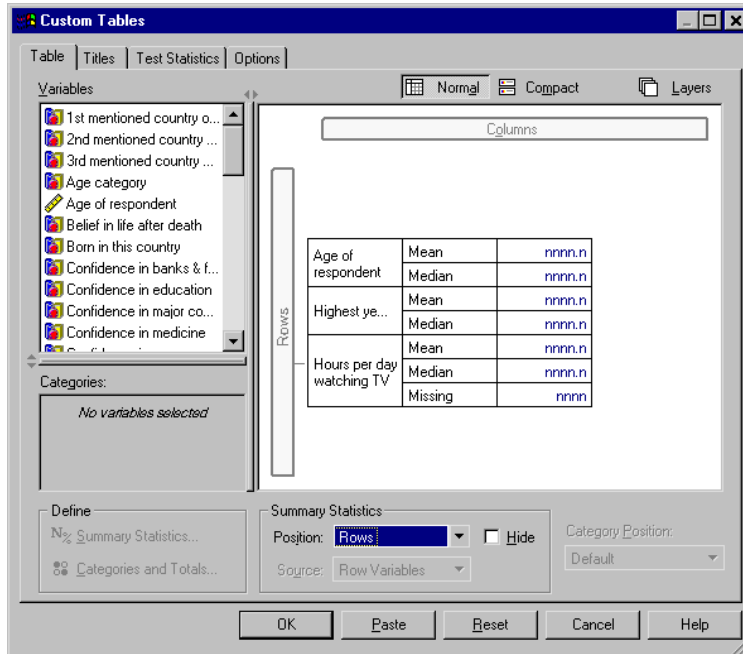 Custom Tables
Table Titles Test Statistics Options
Variables
Normal Compact Layers
1st mentioned country o...
2nd mentioned country ...
3rd mentioned country ...
Age category
Age of respondent
Belief in life after death
Born in this country
Confidence in banks & f...
Confidence in education
Confidence in major co...
Confidence in medicine
Categories:
No variables selected
Columns
Rows
Age of respondent Mean nnnn.n
Median nnnn.n
Highest ye... Mean nnnn.n
Median nnnn.n
Hours per day watching TV Mean nnnn.n
Median nnnn.n
Missing nnnn
Define
N% Summary Statistics...
Categories and Totals...
Summary Statistics
Position: Rows Hide
Source: Row Variables
Category Position:
Default
OK Paste Reset Cancel Help